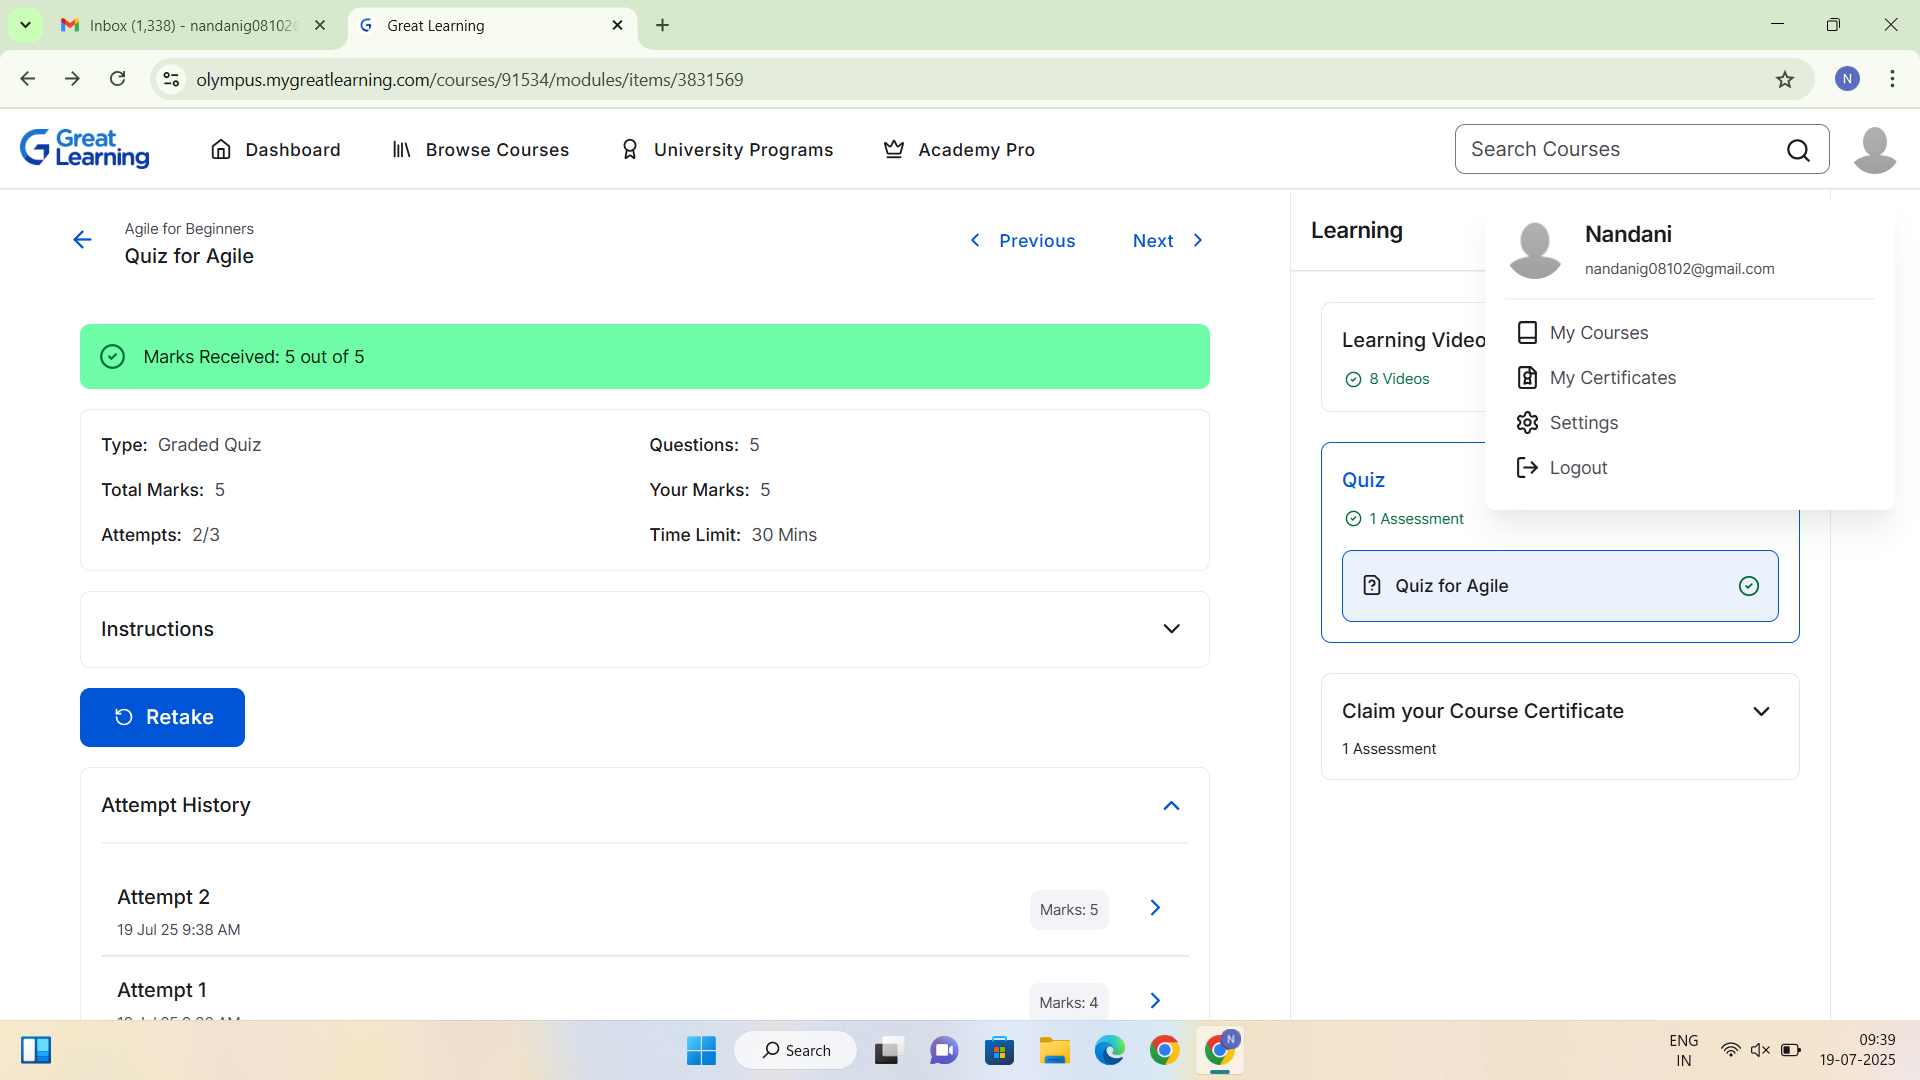 Inbox (1,338) - nandanig08102
Great Learning
olympus.mygreatlearning.com/courses/91534/modules/items/3831569
N
Great
Learning
Dashboard
Browse Courses
University Programs
Academy Pro
Search Courses
Agile for Beginners
Quiz for Agile
Previous
Next
Marks Received: 5 out of 5
Type: Graded Quiz
Questions: 5
Total Marks: 5
Your Marks: 5
Attempts: 2/3
Time Limit: 30 Mins
Instructions
Retake
Attempt History
Attempt 2
19 Jul 25 9:38 AM
Marks: 5
Attempt 1
Marks: 4
Learning
Nandani
nandanig08102@gmail.com
My Courses
My Certificates
Settings
Logout
Learning Video
8 Videos
Quiz
1 Assessment
Quiz for Agile
Claim your Course Certificate
1 Assessment
Search
N
ENG
IN
09:39
19-07-2025